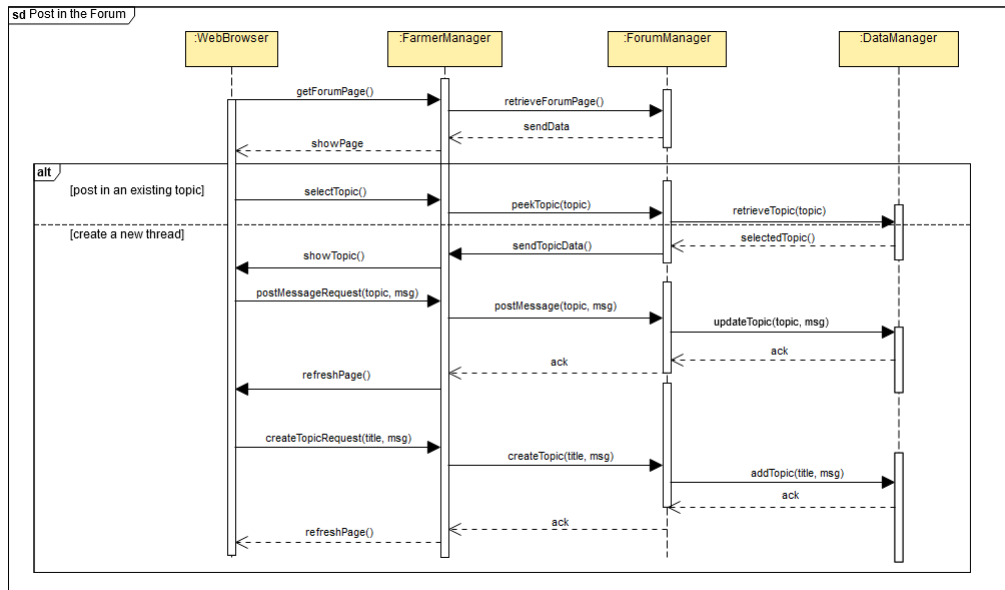 sd Post in the Forum
:WebBrowser
:FarmerManager
:ForumManager
:DataManager
getForumPage()
retrieveForumPage()
sendData
showPage
alt
[post in an existing topic]
selectTopic()
peekTopic(topic)
retrieveTopic(topic)
[create a new thread]
selectedTopic()
sendTopicData()
showTopic()
postMessageRequest(topic, msg)
postMessage(topic, msg)
updateTopic(topic, msg)
ack
ack
refreshPage()
createTopicRequest(title, msg)
createTopic(title, msg)
addTopic(title, msg)
ack
ack
refreshPage()